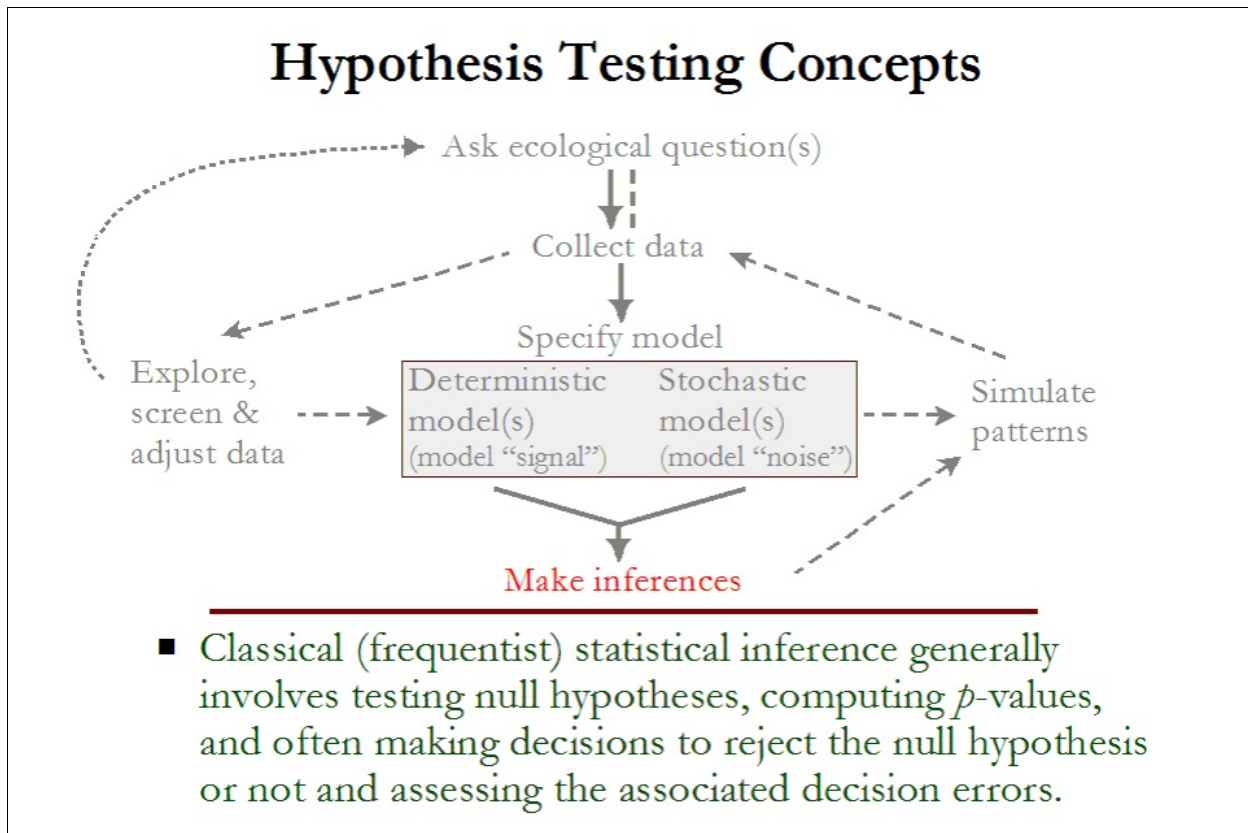 Hypothesis Testing Concepts
Ask ecological question(s)
Collect data
Specify model
Explore,
screen &
adjust data
Deterministic
model(s)
(model “signal”)
Stochastic
model(s)
(model “noise”)
Simulate
patterns
Make inferences
■ Classical (frequentist) statistical inference generally
involves testing null hypotheses, computing p-values,
and often making decisions to reject the null hypothesis
or not and assessing the associated decision errors.